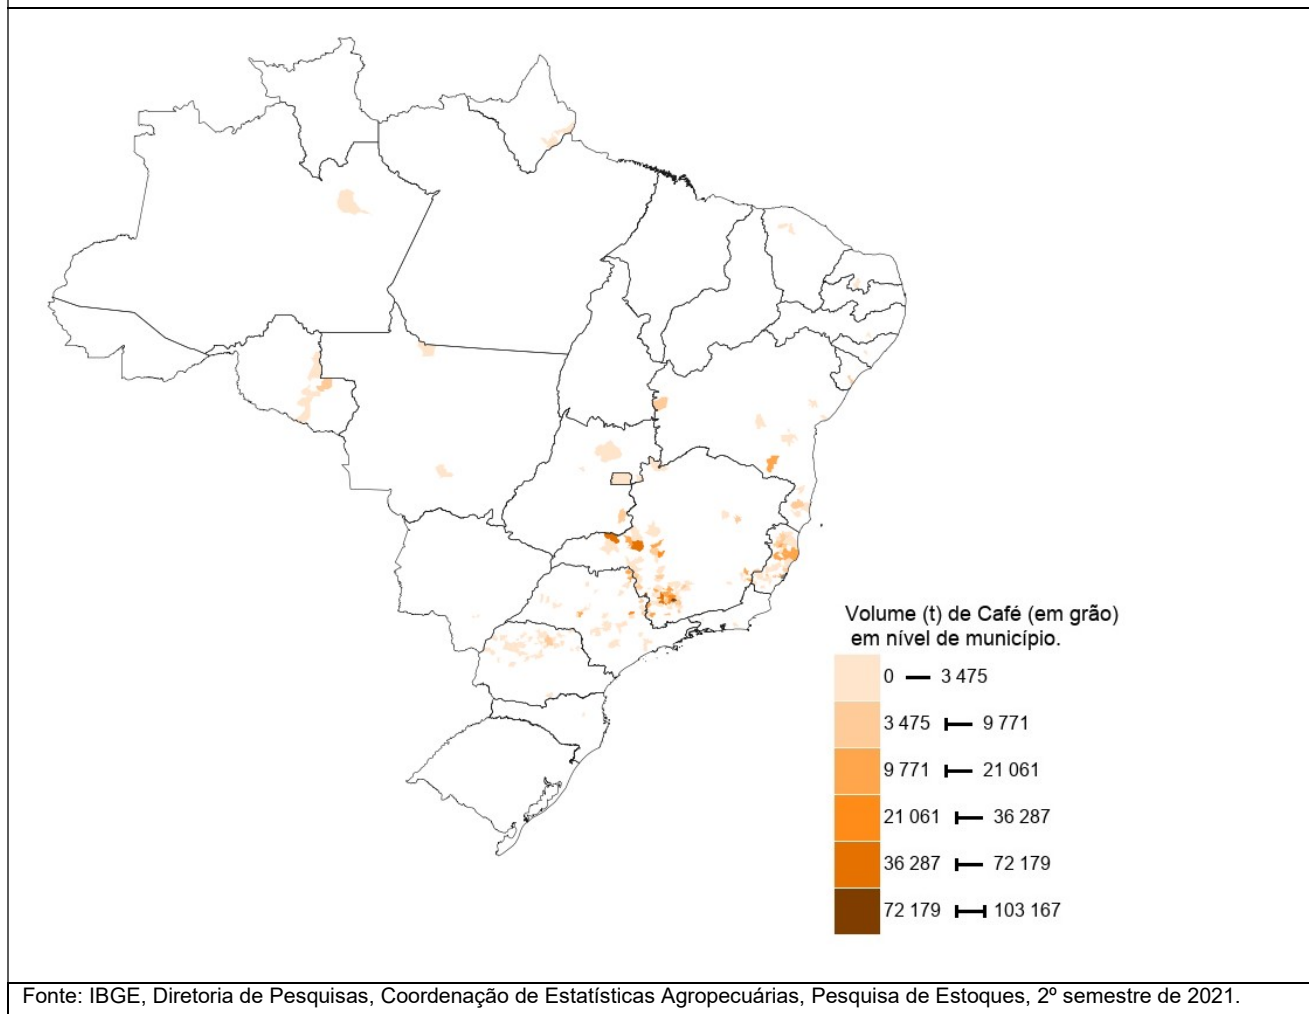 Volume (t) de Café (em grão)
em nível de município.
0 — 3 475
3 475 ├─ 9 771
9 771 ├─ 21 061
21 061 ├─ 36 287
36 287 ├─ 72 179
72 179 ├─┤ 103 167
Fonte: IBGE, Diretoria de Pesquisas, Coordenação de Estatísticas Agropecuárias, Pesquisa de Estoques, 2º semestre de 2021.